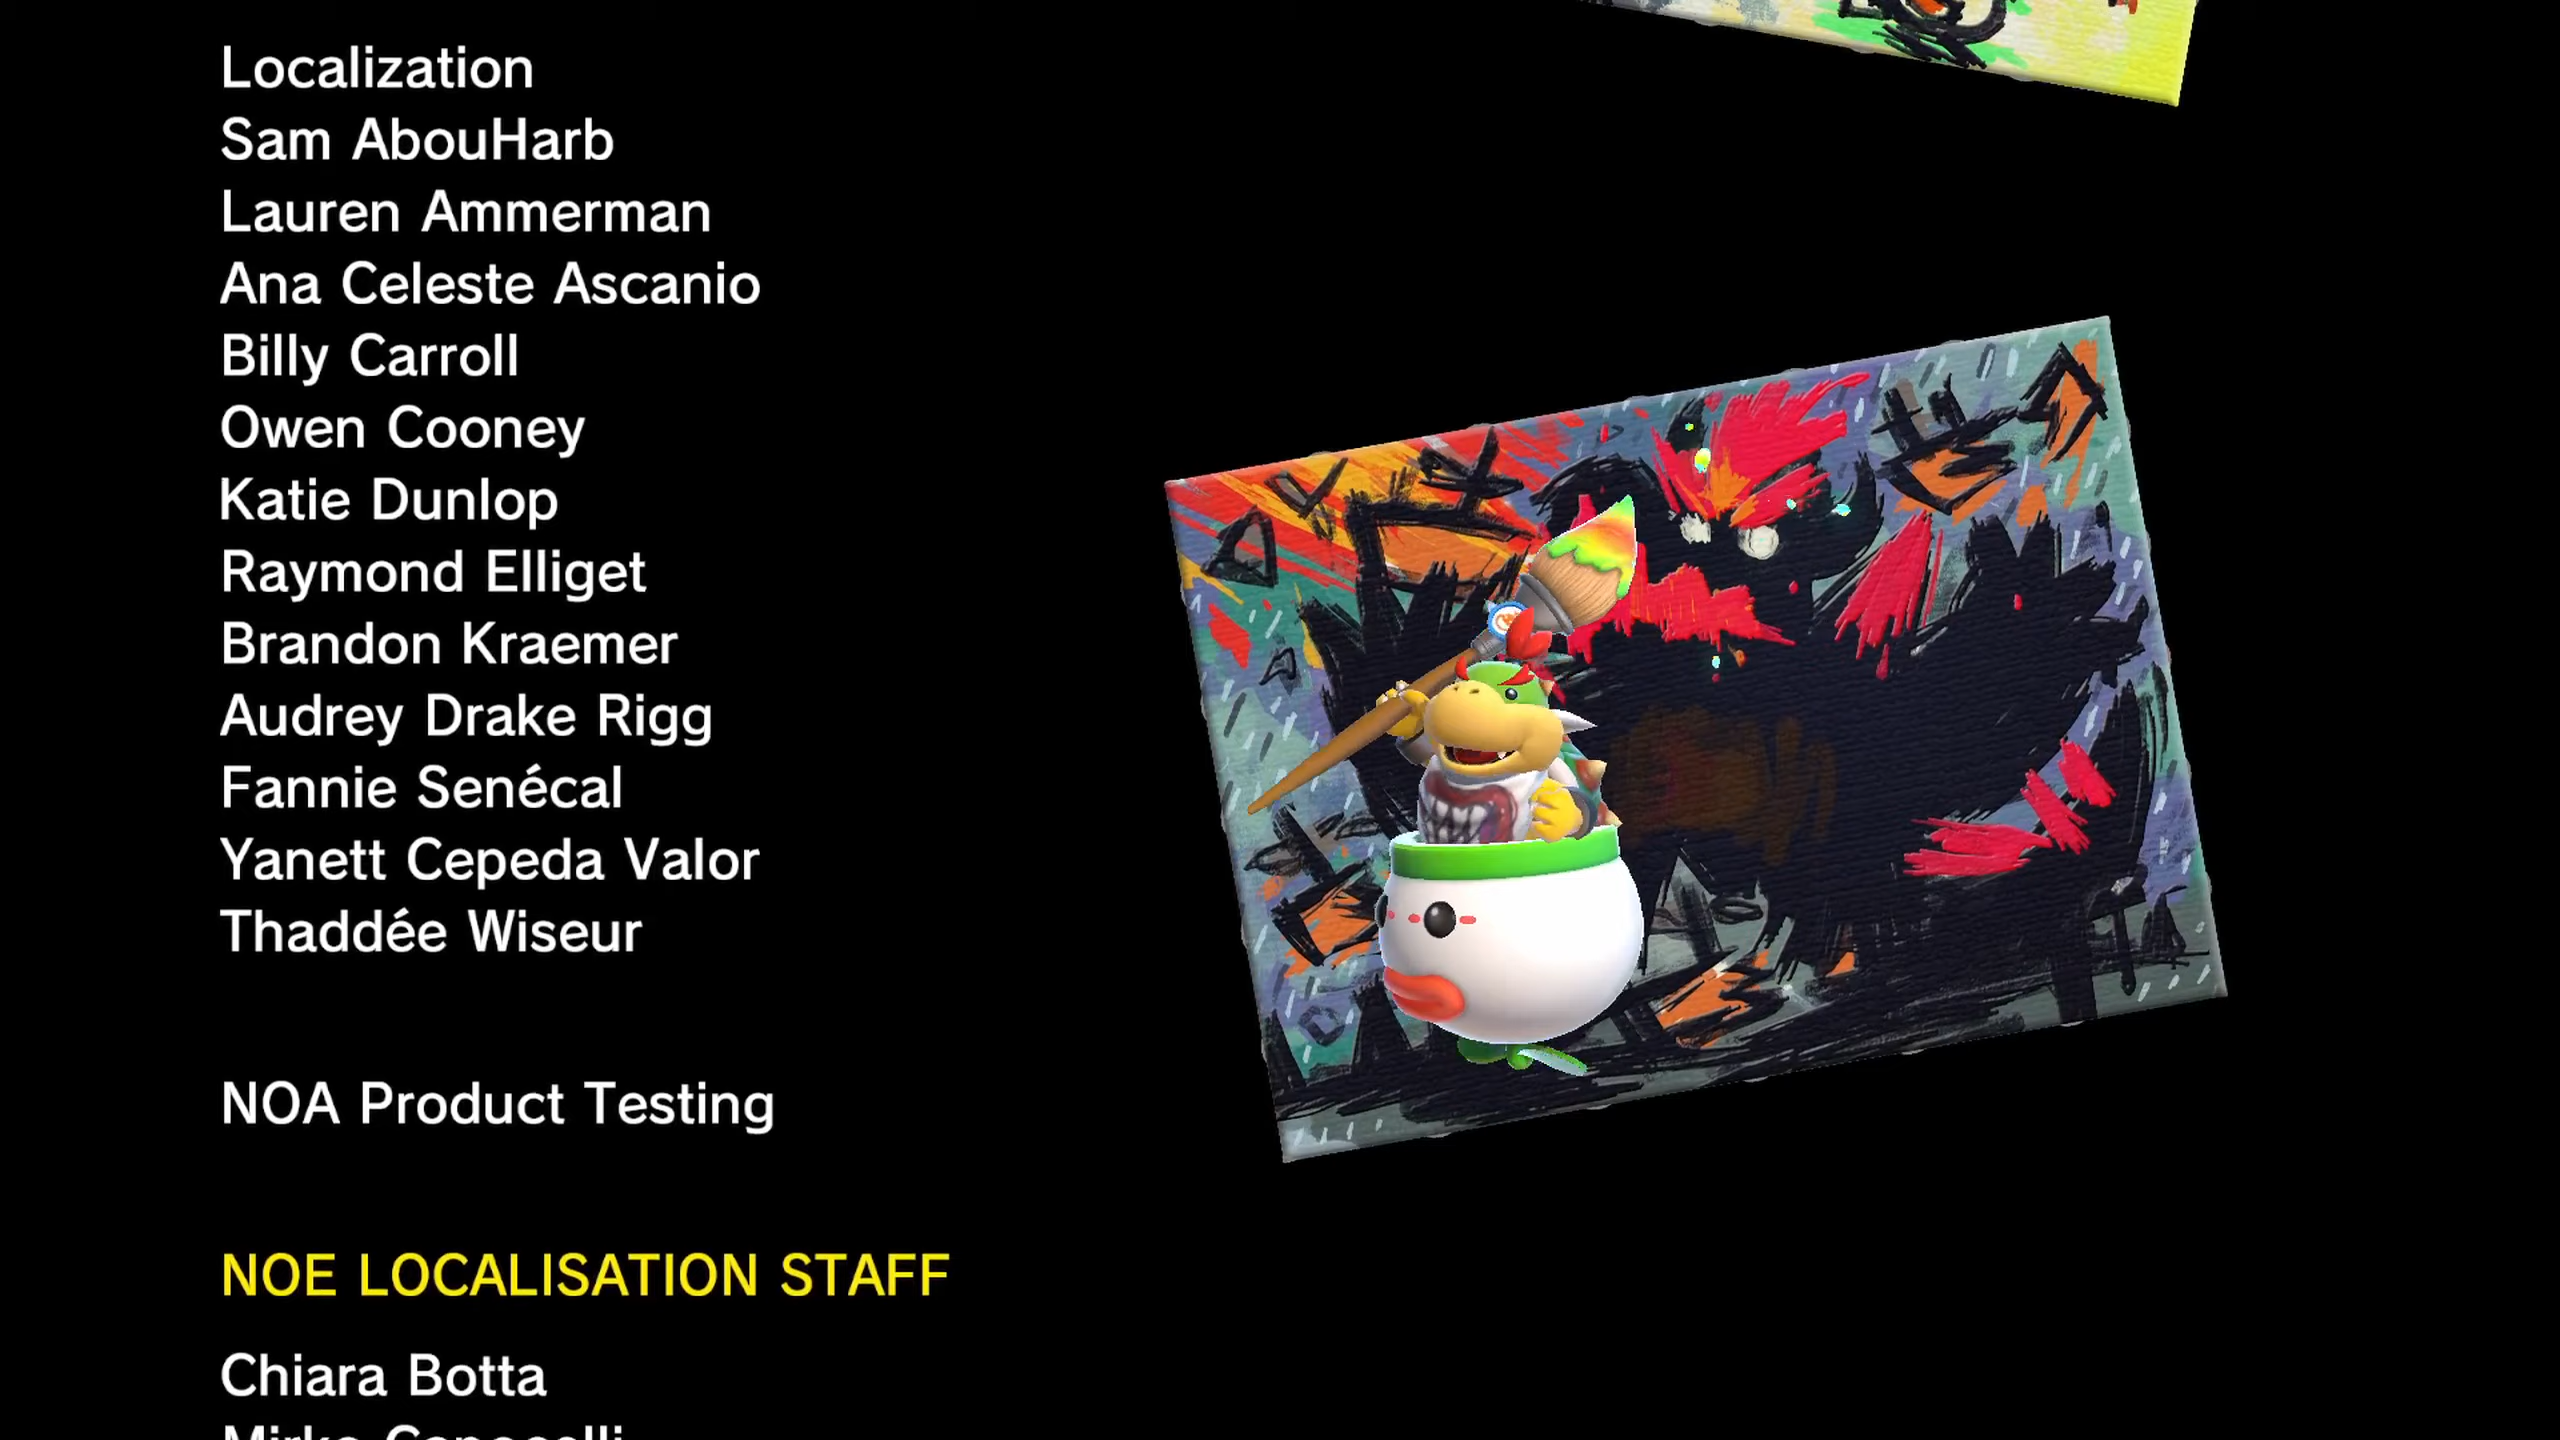 Localization
Sam AbouHarb
Lauren Ammerman
Ana Celeste Ascanio
Billy Carroll
Owen Cooney
Katie Dunlop
Raymond Elliget
Brandon Kraemer
Audrey Drake Rigg
Fannie Senécal
Yanett Cepeda Valor
Thaddée Wiseur
NOA Product Testing
NOE LOCALISATION STAFF
Chiara Botta